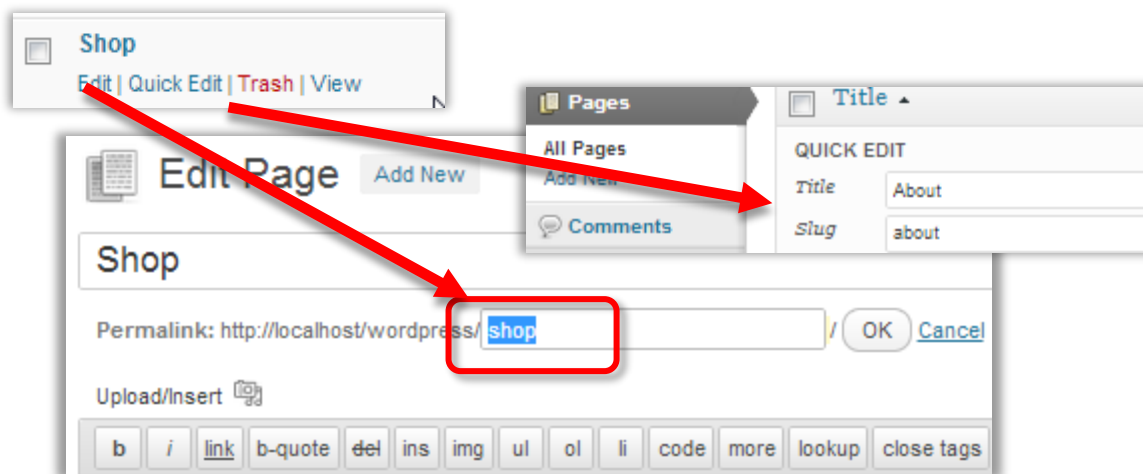 Shop
Edit | Quick Edit | Trash | View
Pages
All Pages
Add New
Comments
Title
QUICK EDIT
Title About
Slug about
Edit Page Add New
Shop
Permalink: http://localhost/wordpress/ shop / OK Cancel
Upload/Insert
b i link b-quote del ins img ul ol li code more lookup close tags